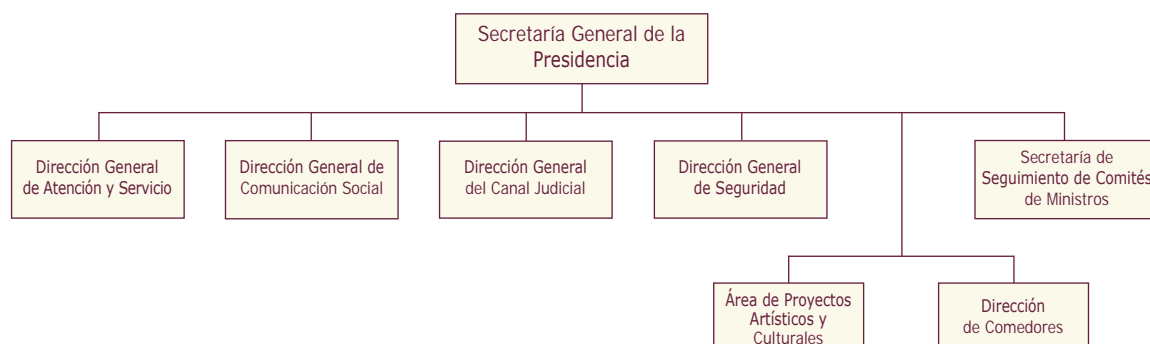 Secretaría General de la
Presidencia
Dirección General
de Atención y Servicio
Dirección General de
Comunicación Social
Dirección General
del Canal Judicial
Dirección General
de Seguridad
Secretaría de
Seguimiento de Comités
de Ministros
Área de Proyectos
Artísticos y
Culturales
Dirección
de Comedores